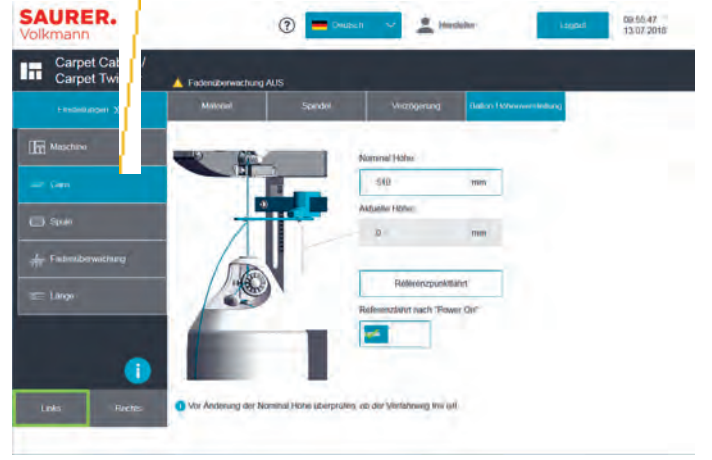 SAURER.
Volkmann
Deutsch
Hersteller
Logout
09:55:47
13.07.2018
Carpet Cab /
Carpet Twi
Fadenüberwachung AUS
Einstellungen
Material
Spindel
Verzögerung
Ballon Höhenverstellung
Maschine
Garn
Spule
Fadenüberwachung
Länge
Nominal Höhe:
510 mm
Aktuelle Höhe:
0 mm
Referenzpunktfahrt
Referenzfahrt nach "Power On"
Links
Rechts
Vor Änderung der Nominal Höhe überprüfen, ob der Verfahrweg frei ist!